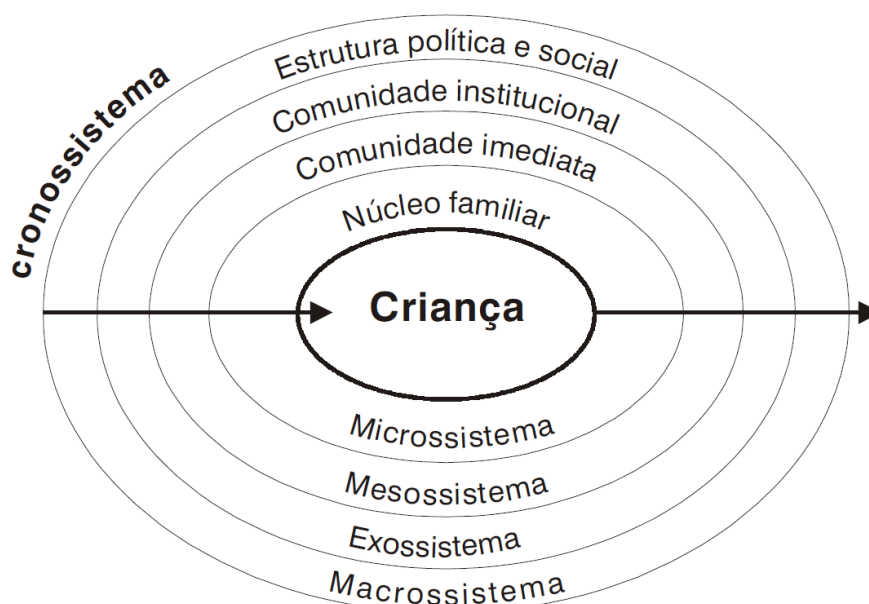 Estrutura política e social
cronossistema
Comunidade institucional
Comunidade imediata
Núcleo familiar
Criança
Microssistema
Mesossistema
Exossistema
Macrossistema